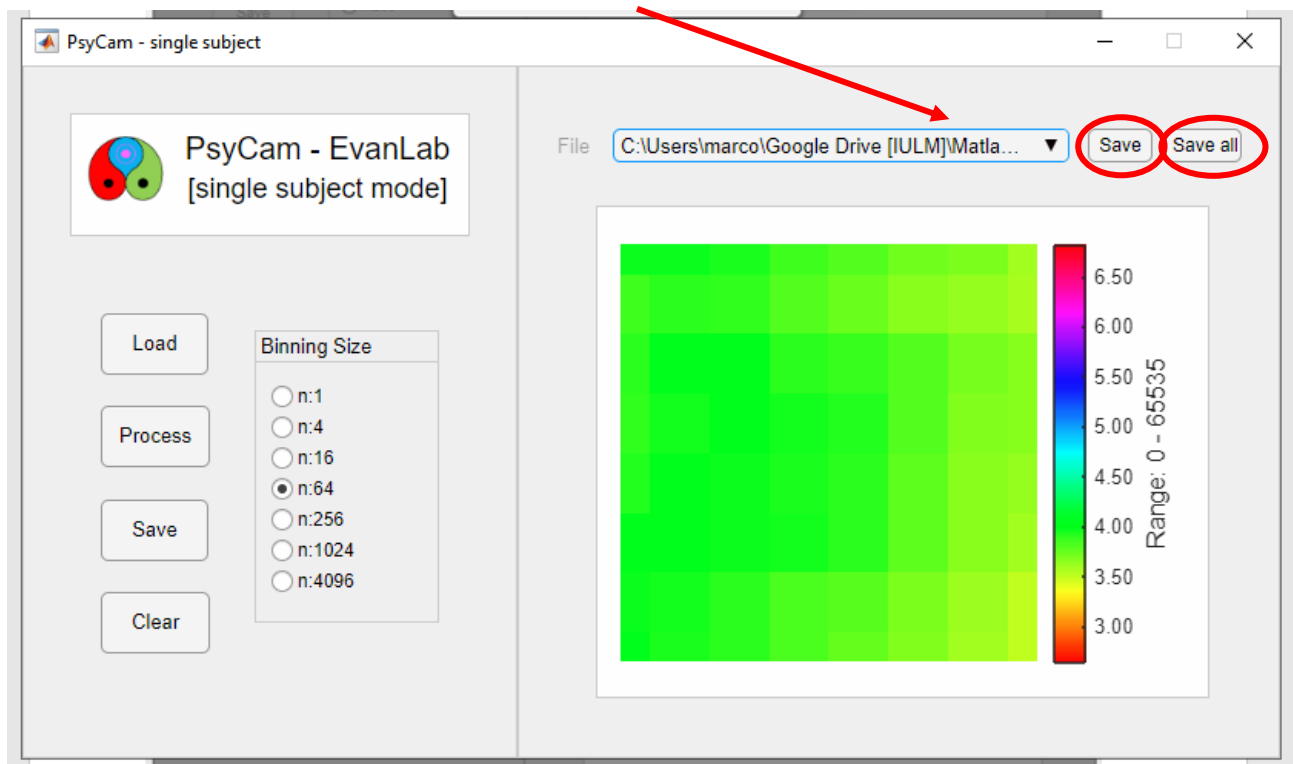 Save
PsyCam - single subject
PsyCam - EvanLab
[single subject mode]
File
C:\Users\marco\Google Drive [IULM]\Matla...
Save
Save all
Load
Process
Save
Clear
Binning Size
n:1
n:4
n:16
n:64
n:256
n:1024
n:4096
6.50
6.00
5.50
5.00
4.50
4.00
3.50
3.00
Range: 0 - 65535